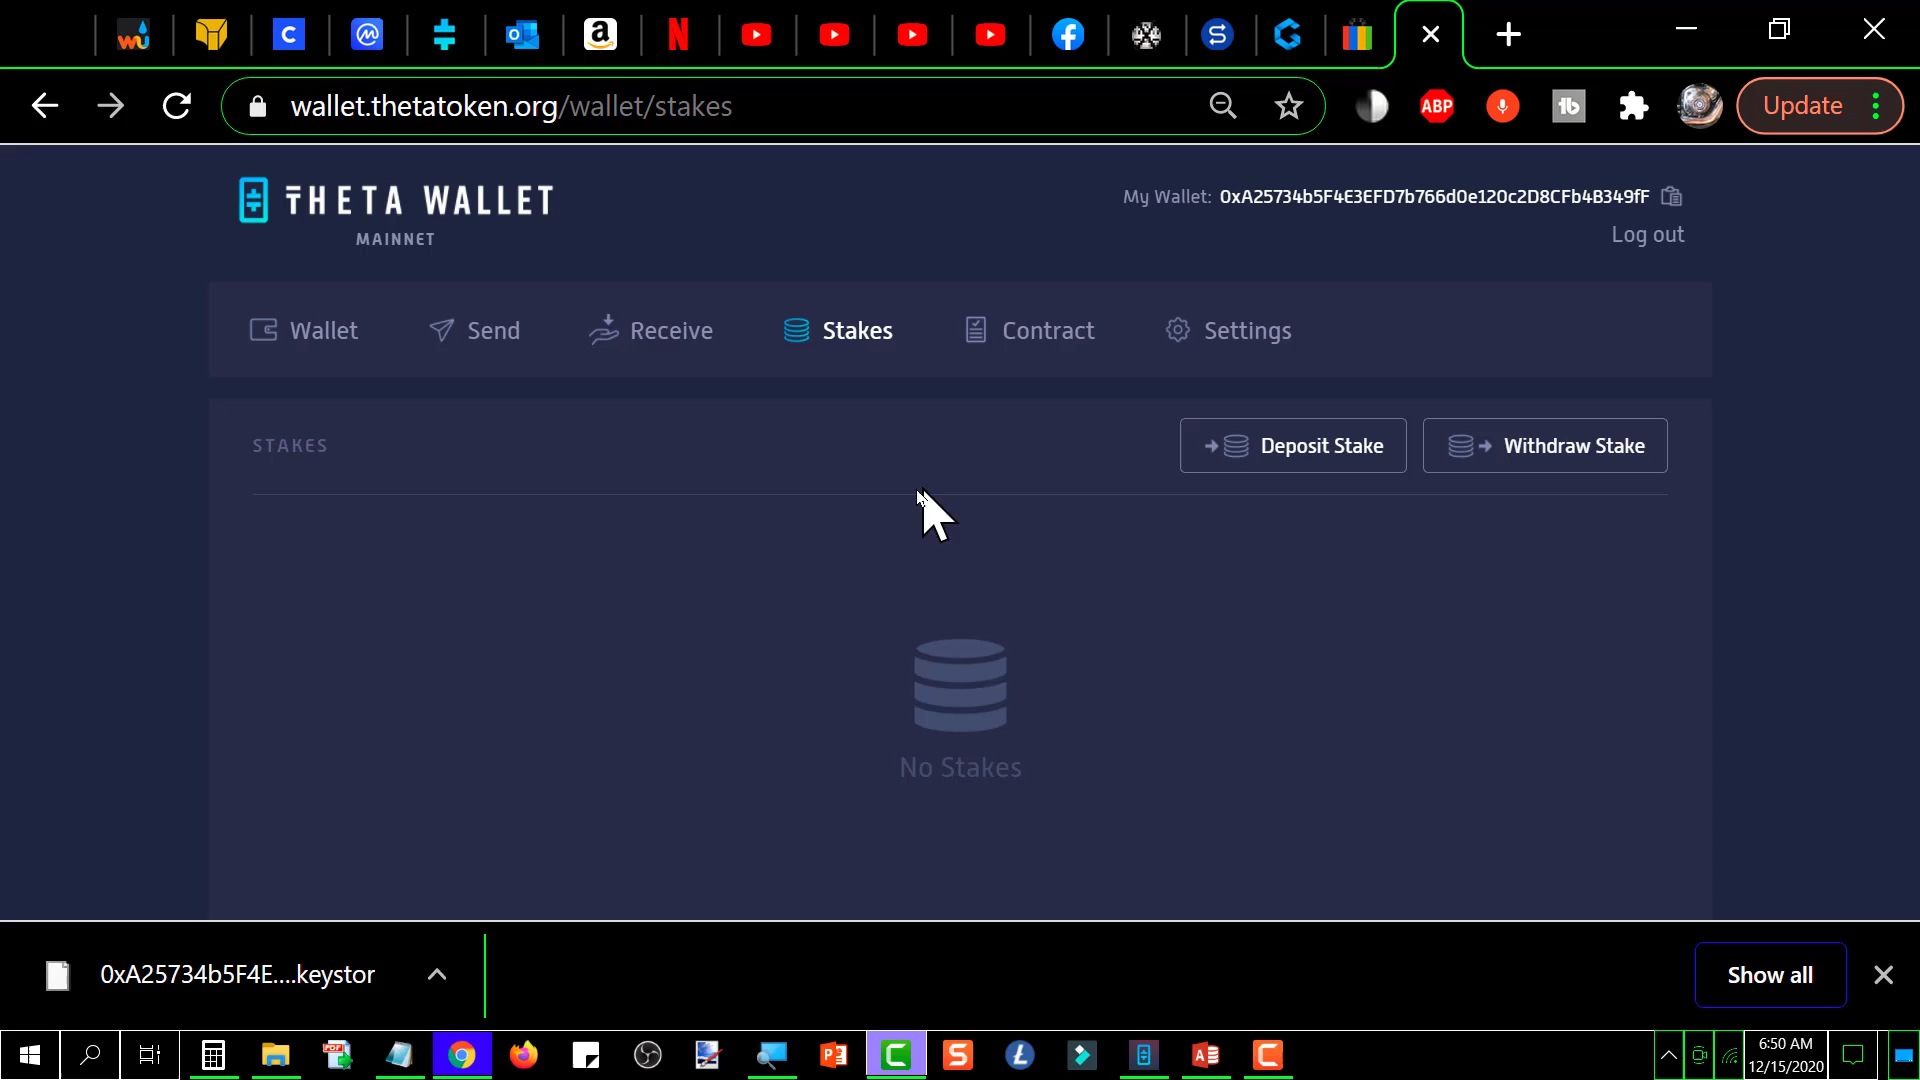 wallet.thetatoken.org/wallet/stakes
ABP
Update
THETA WALLET
MAINNET
My Wallet: 0xA25734b5F4E3EFD7b766d0e120c2D8CFb4B349fF
Log out
Wallet
Send
Receive
Stakes
Contract
Settings
STAKES
Deposit Stake
Withdraw Stake
No Stakes
0xA25734b5F4E....keystor
Show all
6:50 AM
12/15/2020